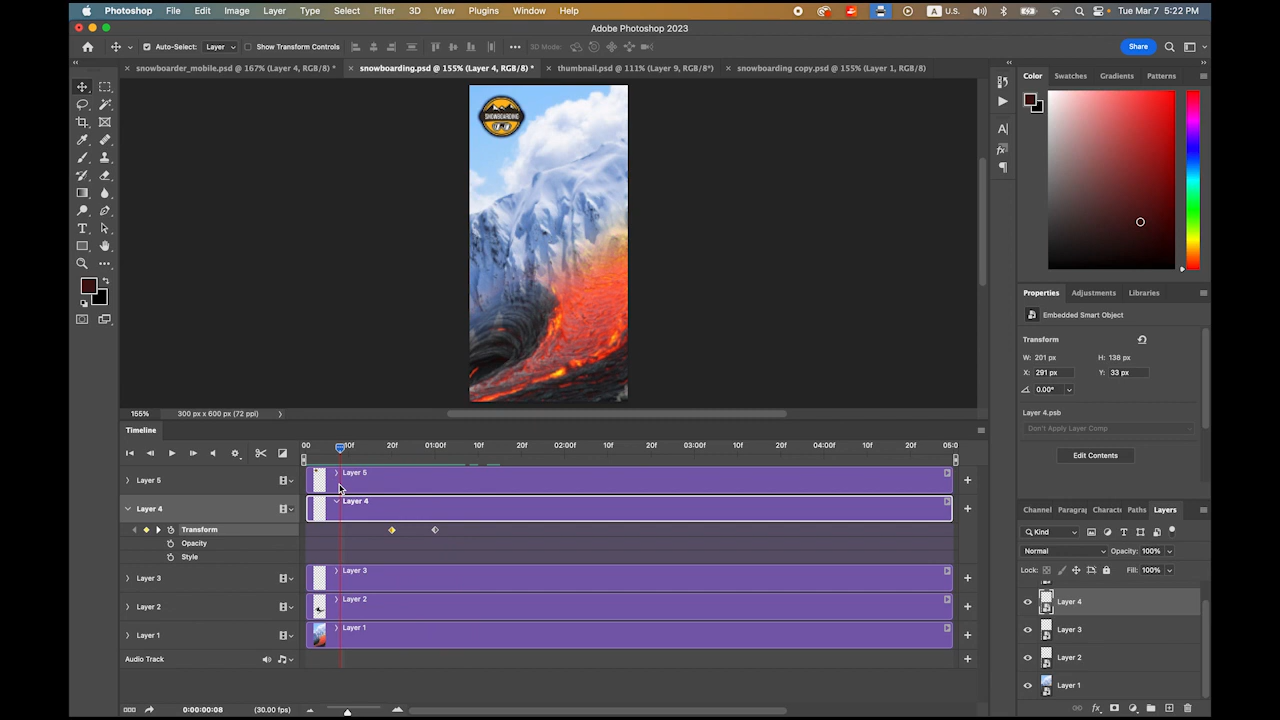 Photoshop File Edit Image Layer Type Select Filter 3D View Plugins Window Help A U.S. Tue Mar 7 5:22 PM
Adobe Photoshop 2023
Auto-Select: Layer Show Transform Controls 3D Mode: Share
snowboarder_mobile.psd @ 167% (Layer 4, RGB/8) * snowboarding.psd @ 155% (Layer 4, RGB/8) * thumbnail.psd @ 111% (Layer 9, RGB/8*) snowboarding copy.psd @ 155% (Layer 1, RGB/8)
Color Swatches Gradients Patterns
SNOWBOARDING
Properties Adjustments Libraries
Embedded Smart Object
Transform
W: 201 px H: 138 px
X: 291 px Y: 33 px
0.00°
Layer 4.psb
Don't Apply Layer Comp
Edit Contents
155% 300 px x 600 px (72 ppi)
Timeline
00 10f 20f 01:00f 10f 20f 02:00f 10f 20f 03:00f 10f 20f 04:00f 10f 20f 05:0
Layer 5 Layer 5
Layer 4 Layer 4
Transform
Opacity
Style
Layer 3 Layer 3
Layer 2 Layer 2
Layer 1 Layer 1
Audio Track
0:00:00:08 (30.00 fps)
Channel Paragrap Charact Paths Layers
Kind
Normal Opacity: 100%
Lock: Fill: 100%
Layer 4
Layer 3
Layer 2
Layer 1